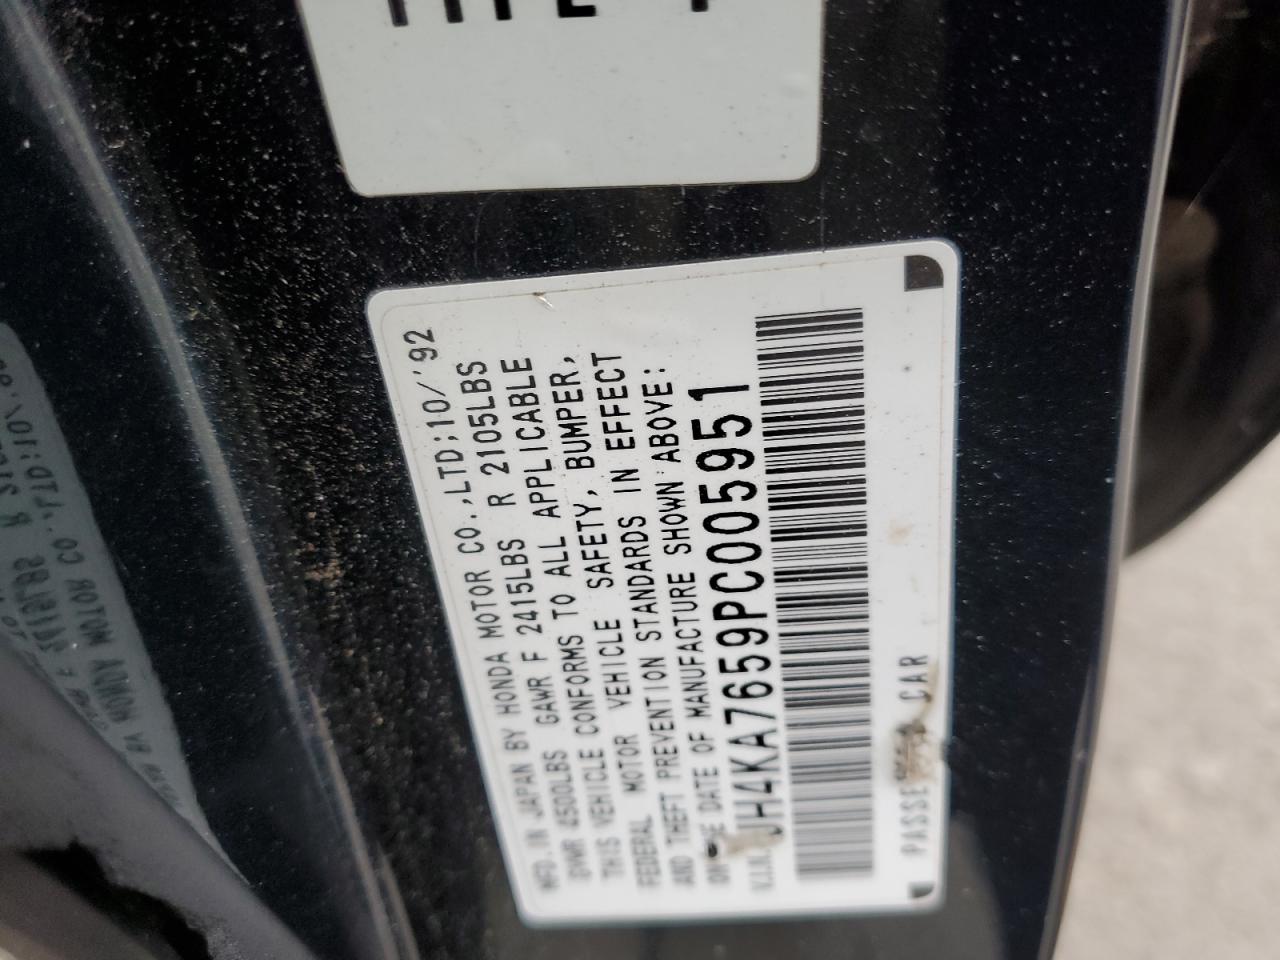 TYPE
MFD. IN JAPAN BY HONDA MOTOR CO.,LTD:10/'92
GVWR 4500LBS GAWR F 2415LBS R 2105LBS
THIS VEHICLE CONFORMS TO ALL APPLICABLE
FEDERAL MOTOR VEHICLE SAFETY, BUMPER,
AND THEFT PREVENTION STANDARDS IN EFFECT
ON DATE OF MANUFACTURE SHOWN ABOVE:
V.I.N. JH4KA7659PC005951
CAR